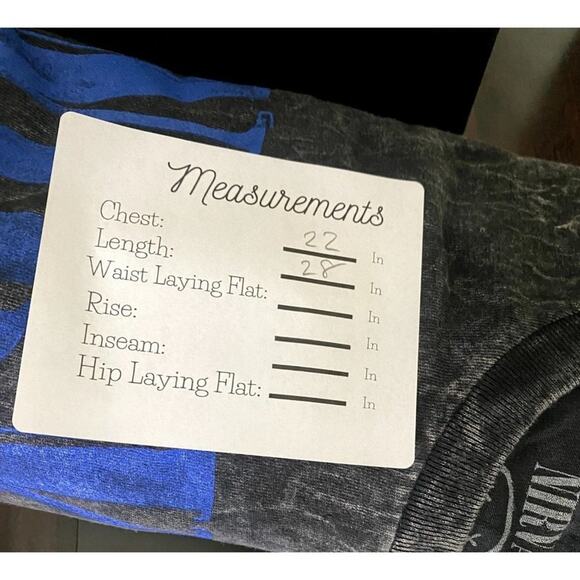 Measurements
Chest: 22 In
Length: 28 In
Waist Laying Flat: In
Rise: In
Inseam: In
Hip Laying Flat: In
NIRVA